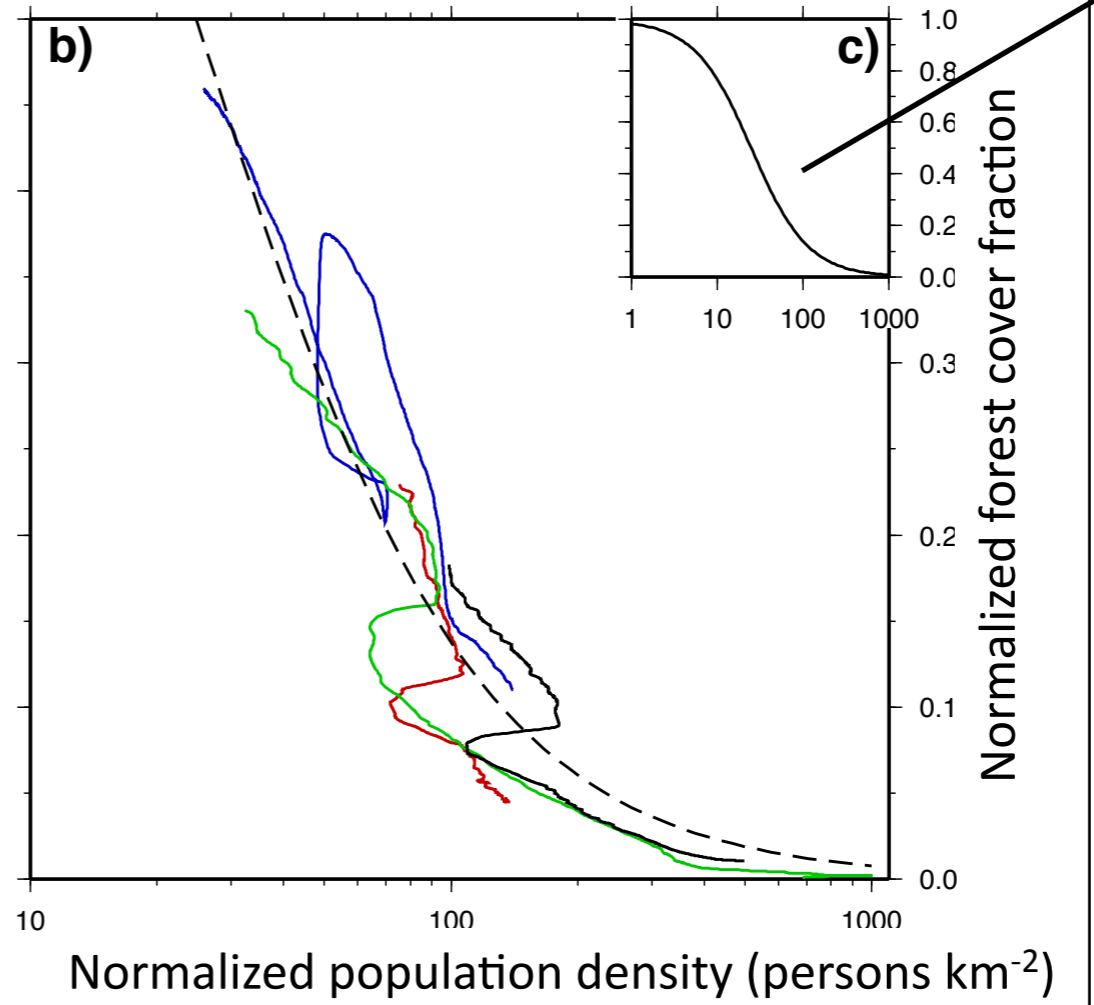 b)
c)
1.0
0.8
0.6
0.4
0.2
0.0
1 10 100 1000
0.3
0.2
0.1
0.0
10 100 1000
Normalized forest cover fraction
Normalized population density (persons km-2)